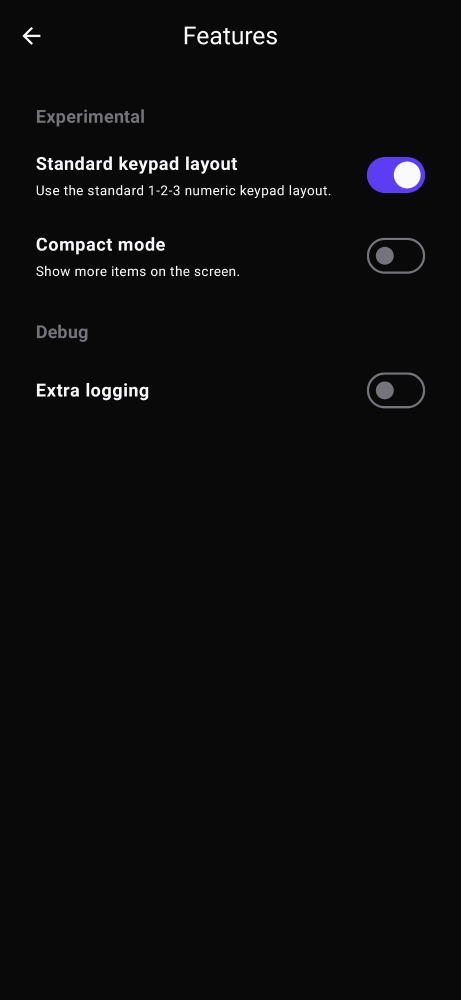 Features
Experimental
Standard keypad layout
Use the standard 1-2-3 numeric keypad layout.
Compact mode
Show more items on the screen.
Debug
Extra logging